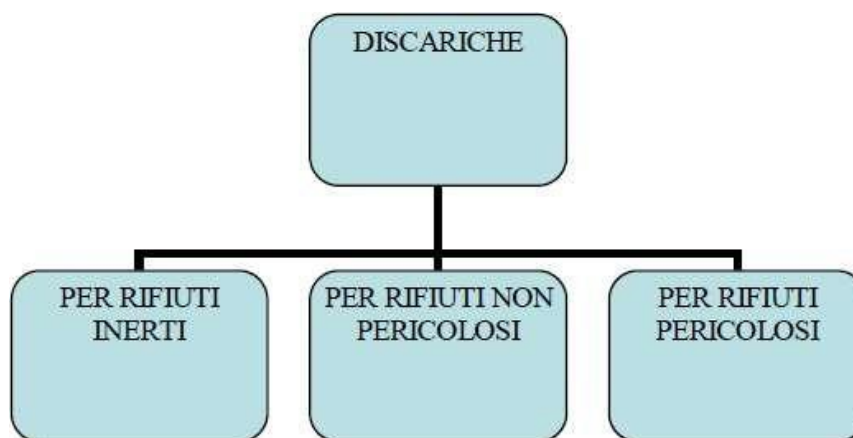 DISCARICHE
PER RIFIUTI
INERTI
PER RIFIUTI NON
PERICOLOSI
PER RIFIUTI
PERICOLOSI